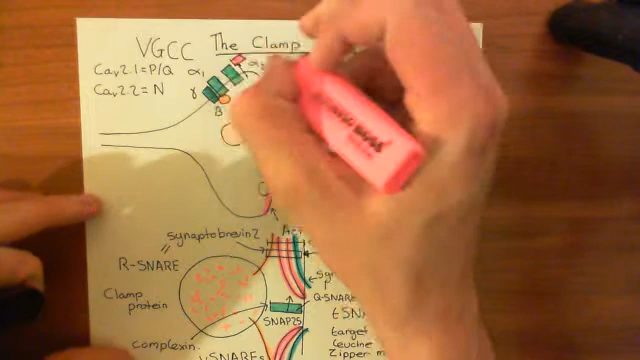 VGCC The Clamp
Cav2.1=P/Q α1
Cav2.2=N γ
B
synaptobrevin2
R-SNARE
Clamp
protein
Q-SNARE
SNAP25
complexin
vSNAREs
target
leucine
Zipper